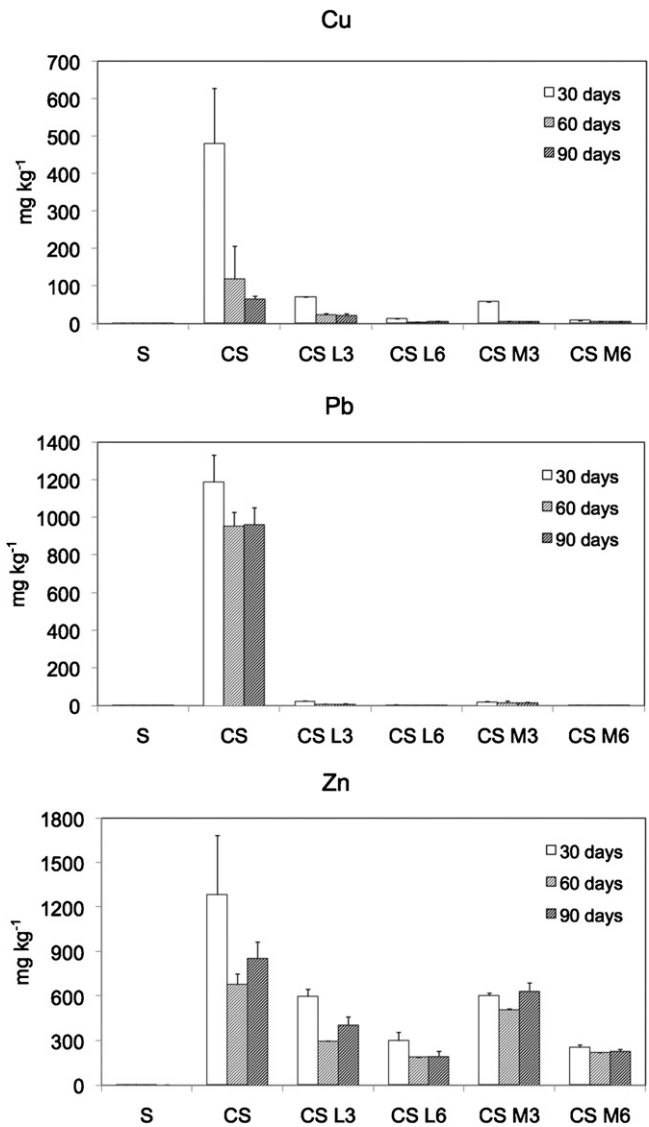 Cu
700
600
500
400
300
200
100
0
mg kg⁻¹
30 days
60 days
90 days
S CS CS L3 CS L6 CS M3 CS M6
Pb
1400
1200
1000
800
600
400
200
0
mg kg⁻¹
30 days
60 days
90 days
S CS CS L3 CS L6 CS M3 CS M6
Zn
1800
1500
1200
900
600
300
0
mg kg⁻¹
30 days
60 days
90 days
S CS CS L3 CS L6 CS M3 CS M6